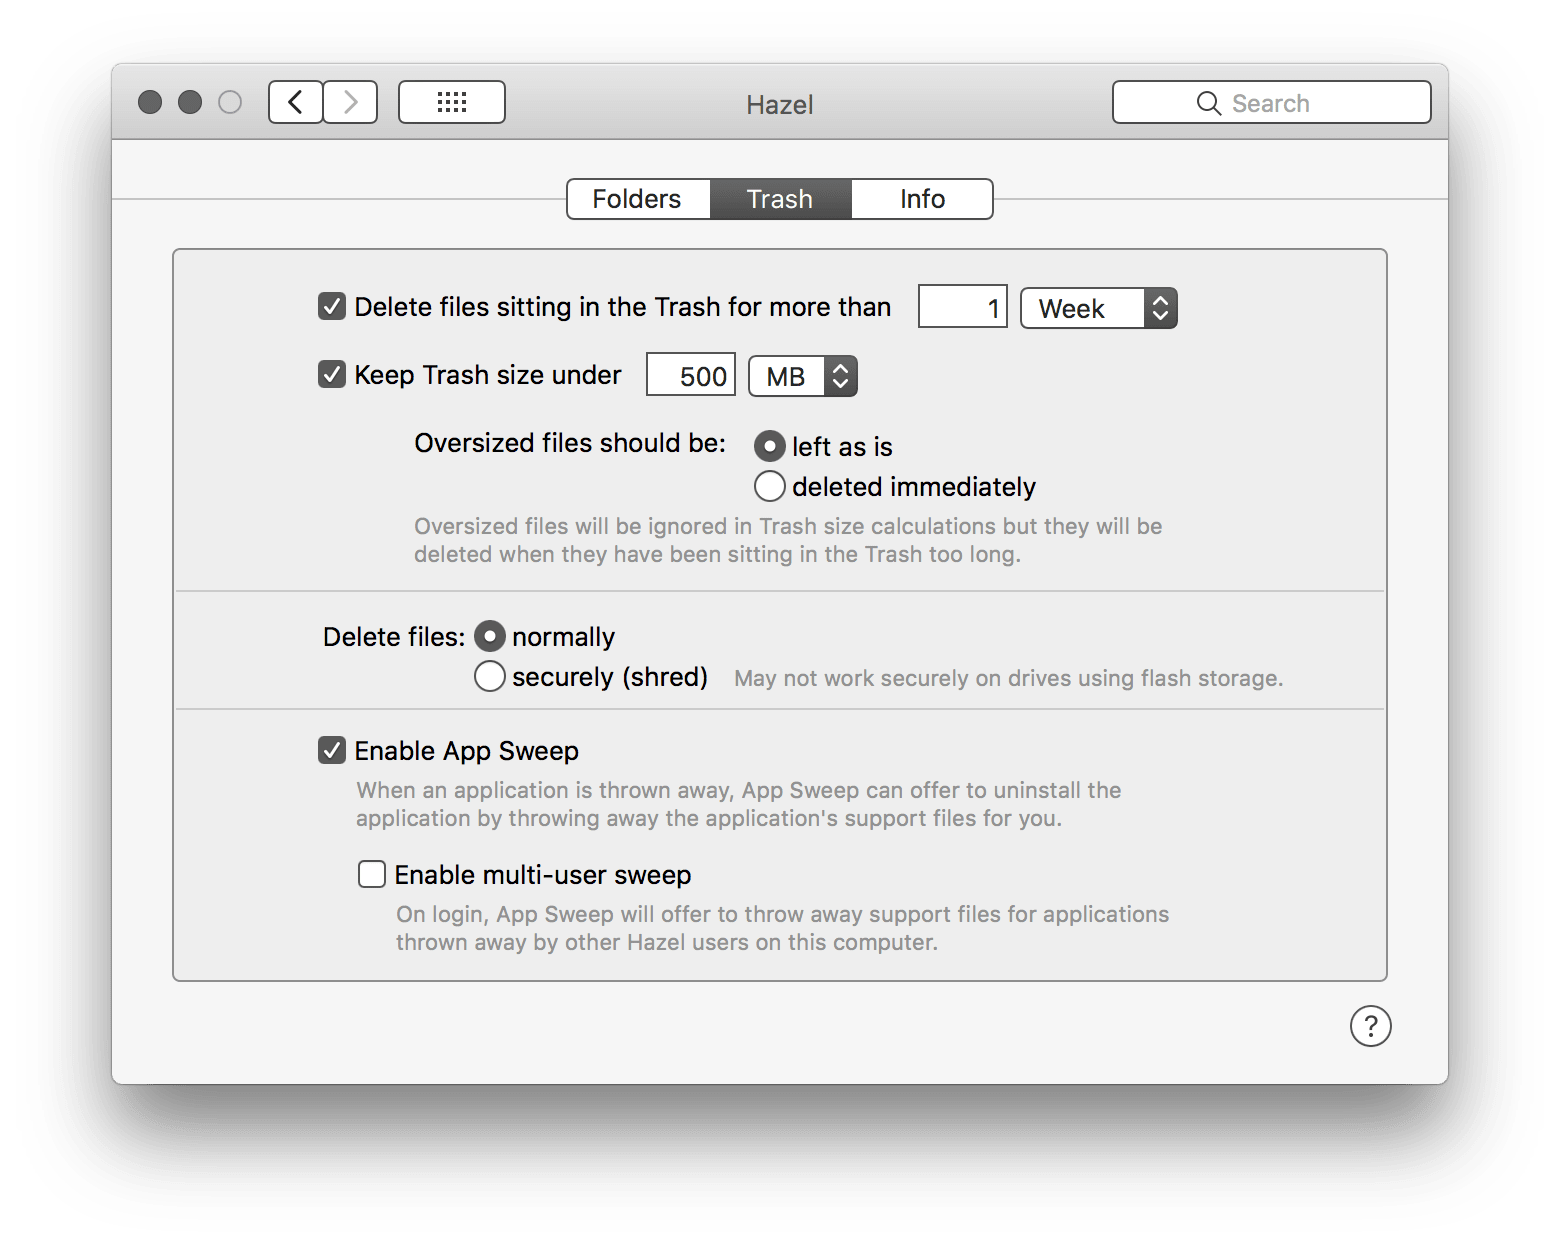 Hazel
Search
Folders
Trash
Info
Delete files sitting in the Trash for more than 1 Week
Keep Trash size under 500 MB
Oversized files should be: left as is
deleted immediately
Oversized files will be ignored in Trash size calculations but they will be
deleted when they have been sitting in the Trash too long.
Delete files: normally
securely (shred) May not work securely on drives using flash storage.
Enable App Sweep
When an application is thrown away, App Sweep can offer to uninstall the
application by throwing away the application's support files for you.
Enable multi-user sweep
On login, App Sweep will offer to throw away support files for applications
thrown away by other Hazel users on this computer.
?